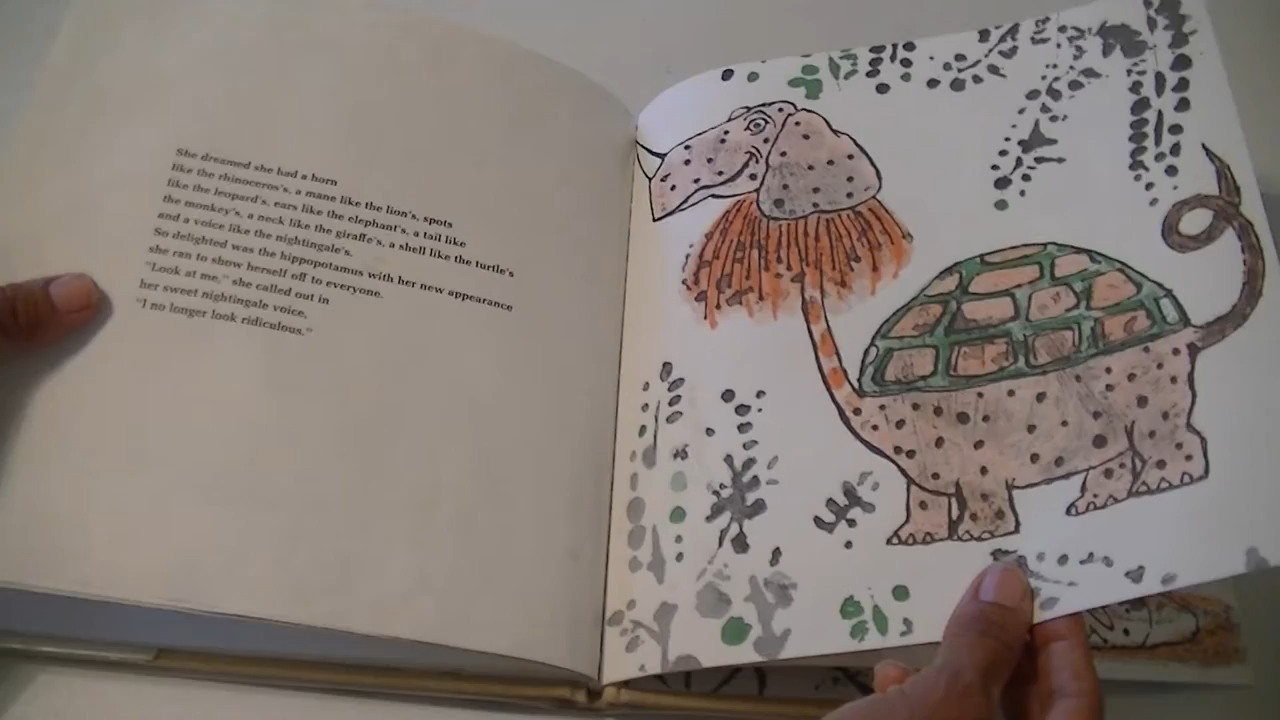 She dreamed she had a horn
like the rhinoceros's, a mane like the lion's, spots
like the leopard's, ears like the elephant's, a tail like
the monkey's, a neck like the giraffe's, a shell like the turtle's
and a voice like the nightingale's.
So delighted was the hippopotamus with her new appearance
she ran to show herself off to everyone.
"Look at me," she called out in
her sweet nightingale voice,
"I no longer look ridiculous."